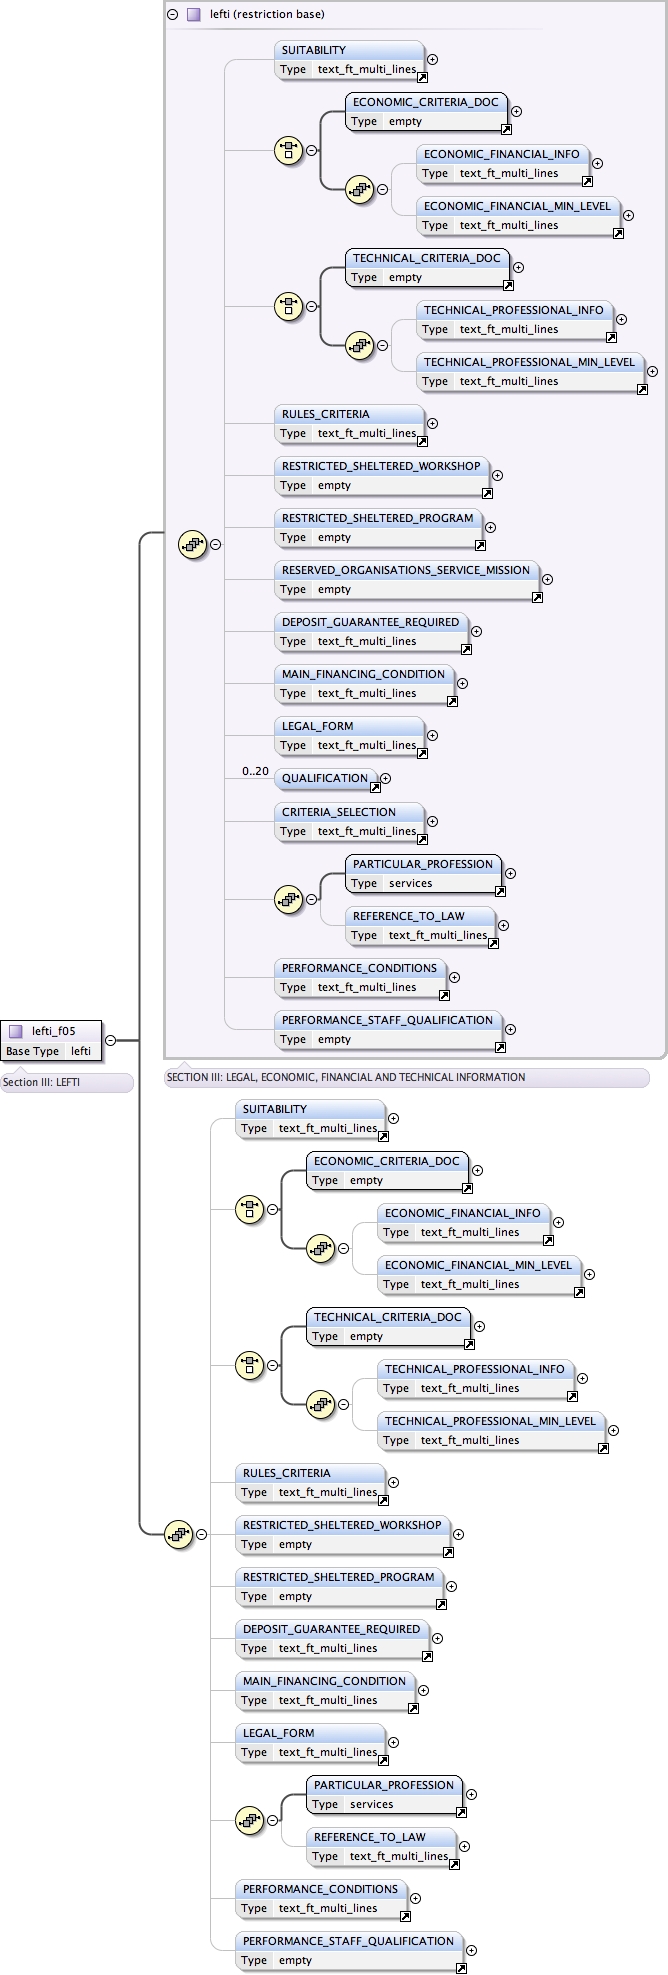 lefti (restriction base)
SUITABILITY
Type text_ft_multi_lines
ECONOMIC_CRITERIA_DOC
Type empty
ECONOMIC_FINANCIAL_INFO
Type text_ft_multi_lines
ECONOMIC_FINANCIAL_MIN_LEVEL
Type text_ft_multi_lines
TECHNICAL_CRITERIA_DOC
Type empty
TECHNICAL_PROFESSIONAL_INFO
Type text_ft_multi_lines
TECHNICAL_PROFESSIONAL_MIN_LEVEL
Type text_ft_multi_lines
RULES_CRITERIA
Type text_ft_multi_lines
RESTRICTED_SHELTERED_WORKSHOP
Type empty
RESTRICTED_SHELTERED_PROGRAM
Type empty
RESERVED_ORGANISATIONS_SERVICE_MISSION
Type empty
DEPOSIT_GUARANTEE_REQUIRED
Type text_ft_multi_lines
MAIN_FINANCING_CONDITION
Type text_ft_multi_lines
LEGAL_FORM
Type text_ft_multi_lines
0..20
QUALIFICATION
CRITERIA_SELECTION
Type text_ft_multi_lines
PARTICULAR_PROFESSION
Type services
REFERENCE_TO_LAW
Type text_ft_multi_lines
PERFORMANCE_CONDITIONS
Type text_ft_multi_lines
PERFORMANCE_STAFF_QUALIFICATION
Type empty
lefti_f05
Base Type lefti
Section III: LEFTI
SECTION III: LEGAL, ECONOMIC, FINANCIAL AND TECHNICAL INFORMATION
SUITABILITY
Type text_ft_multi_lines
ECONOMIC_CRITERIA_DOC
Type empty
ECONOMIC_FINANCIAL_INFO
Type text_ft_multi_lines
ECONOMIC_FINANCIAL_MIN_LEVEL
Type text_ft_multi_lines
TECHNICAL_CRITERIA_DOC
Type empty
TECHNICAL_PROFESSIONAL_INFO
Type text_ft_multi_lines
TECHNICAL_PROFESSIONAL_MIN_LEVEL
Type text_ft_multi_lines
RULES_CRITERIA
Type text_ft_multi_lines
RESTRICTED_SHELTERED_WORKSHOP
Type empty
RESTRICTED_SHELTERED_PROGRAM
Type empty
DEPOSIT_GUARANTEE_REQUIRED
Type text_ft_multi_lines
MAIN_FINANCING_CONDITION
Type text_ft_multi_lines
LEGAL_FORM
Type text_ft_multi_lines
PARTICULAR_PROFESSION
Type services
REFERENCE_TO_LAW
Type text_ft_multi_lines
PERFORMANCE_CONDITIONS
Type text_ft_multi_lines
PERFORMANCE_STAFF_QUALIFICATION
Type empty